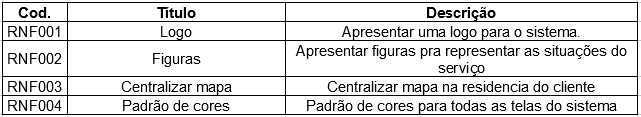 Cod. Titulo Descrição
RNF001 Logo Apresentar uma logo para o sistema.
RNF002 Figuras Apresentar figuras pra representar as situações do
serviço
RNF003 Centralizar mapa Centralizar mapa na residencia do cliente
RNF004 Padrão de cores Padrão de cores para todas as telas do sistema